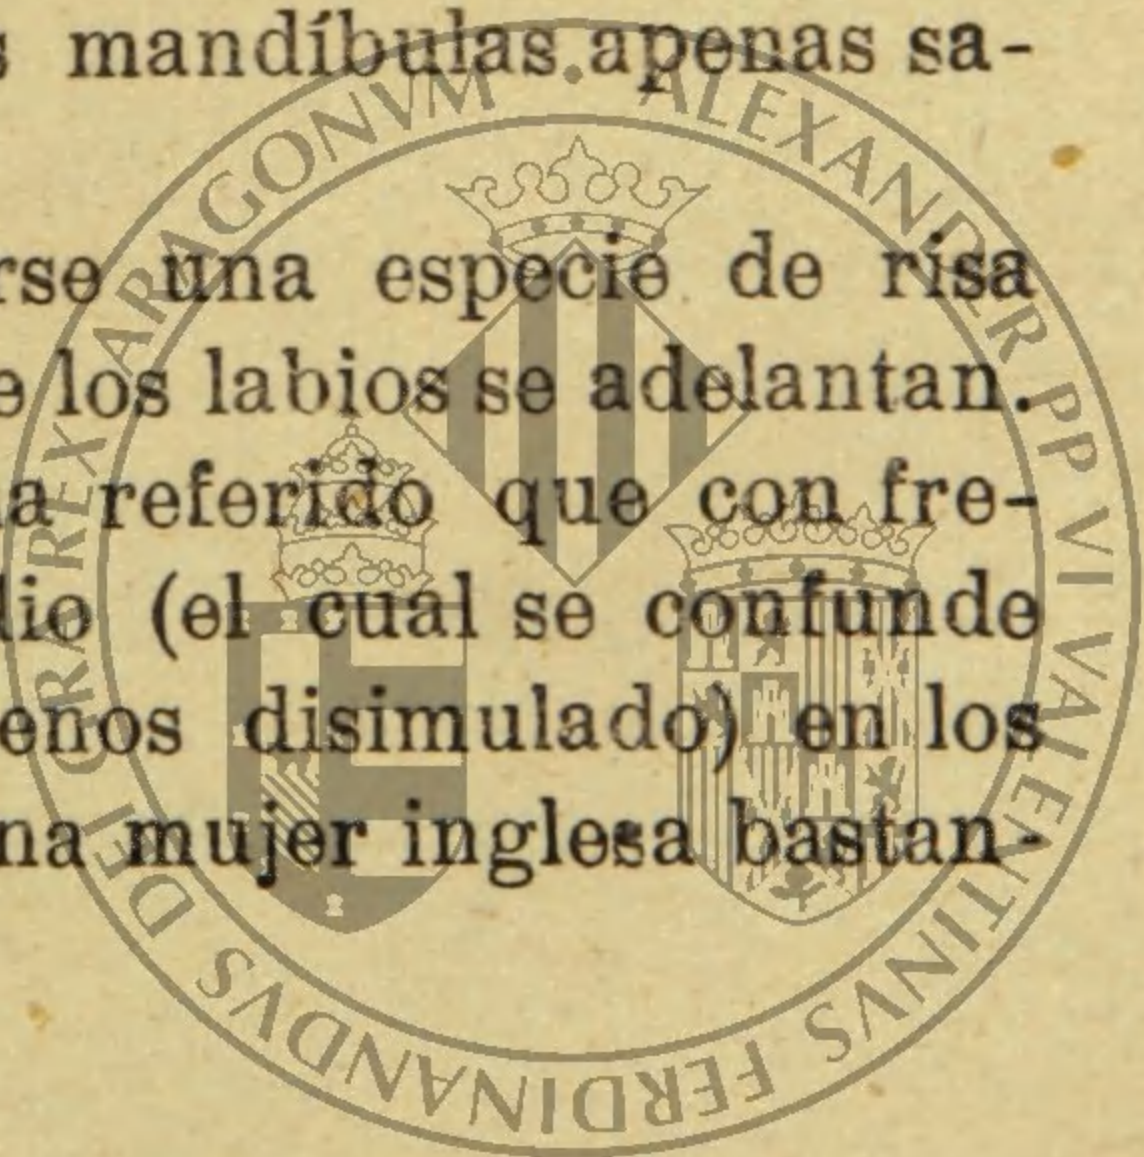 s mandíbulas apenas sa-
rse una especie de risa
e los labios se adelantan.
a referido que con fre-
dio (el cual se confunde
enos disimulado) en los
na mujer inglesa bastan-
ALEXANDER PP VI VALENTINVS FERDINANDVS DEI GRA REX ARAGONVM